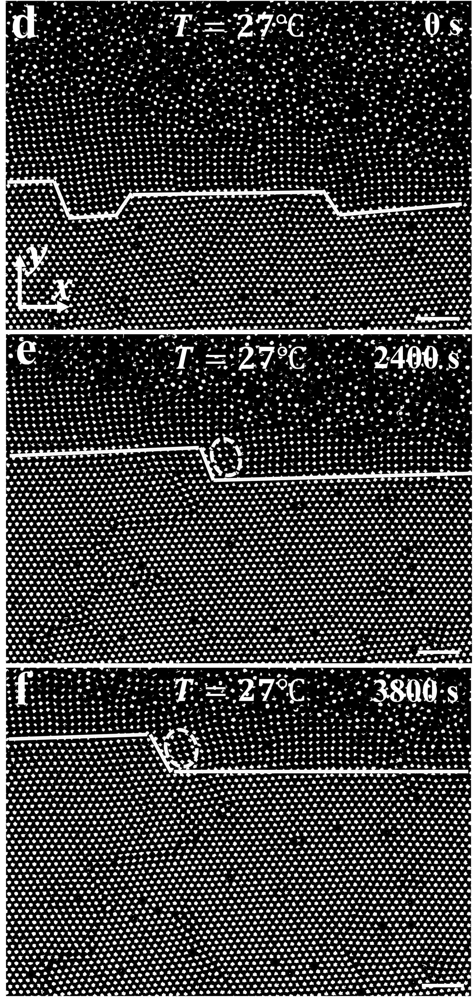 d T = 27℃ 0 s
y
x
e T = 27℃ 2400 s
f T = 27℃ 3800 s